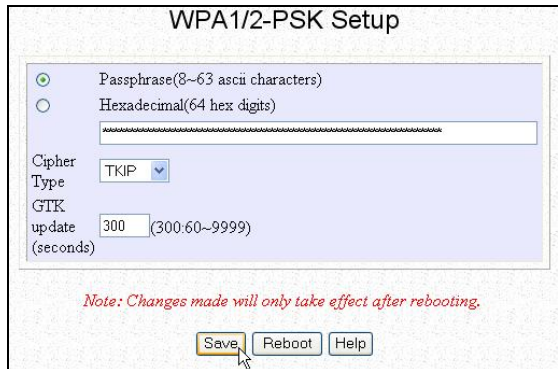 WPA1/2-PSK Setup
Passphrase(8~63 ascii characters)
Hexadecimal(64 hex digits)
Cipher
Type
TKIP
GTK
update
(seconds)
300
(300:60~9999)
Note: Changes made will only take effect after rebooting.
Save Reboot Help